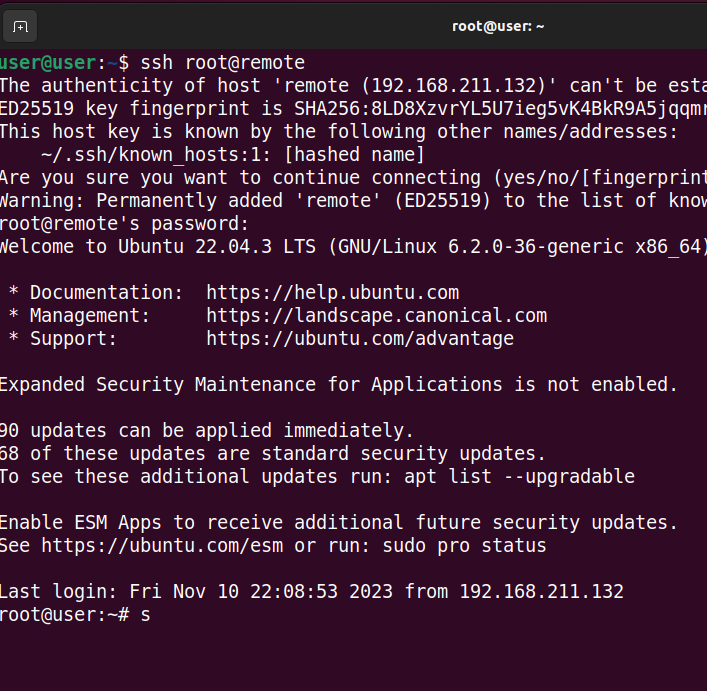 root@user: ~
user@user:~$ ssh root@remote
The authenticity of host 'remote (192.168.211.132)' can't be esta
ED25519 key fingerprint is SHA256:8LD8XzvrYL5U7ieg5vK4BkR9A5jqqmr
This host key is known by the following other names/addresses:
    ~/.ssh/known_hosts:1: [hashed name]
Are you sure you want to continue connecting (yes/no/[fingerprint
Warning: Permanently added 'remote' (ED25519) to the list of know
root@remote's password:
Welcome to Ubuntu 22.04.3 LTS (GNU/Linux 6.2.0-36-generic x86_64)
 * Documentation:  https://help.ubuntu.com
 * Management:     https://landscape.canonical.com
 * Support:        https://ubuntu.com/advantage
Expanded Security Maintenance for Applications is not enabled.
90 updates can be applied immediately.
68 of these updates are standard security updates.
To see these additional updates run: apt list --upgradable
Enable ESM Apps to receive additional future security updates.
See https://ubuntu.com/esm or run: sudo pro status
Last login: Fri Nov 10 22:08:53 2023 from 192.168.211.132
root@user:~# s